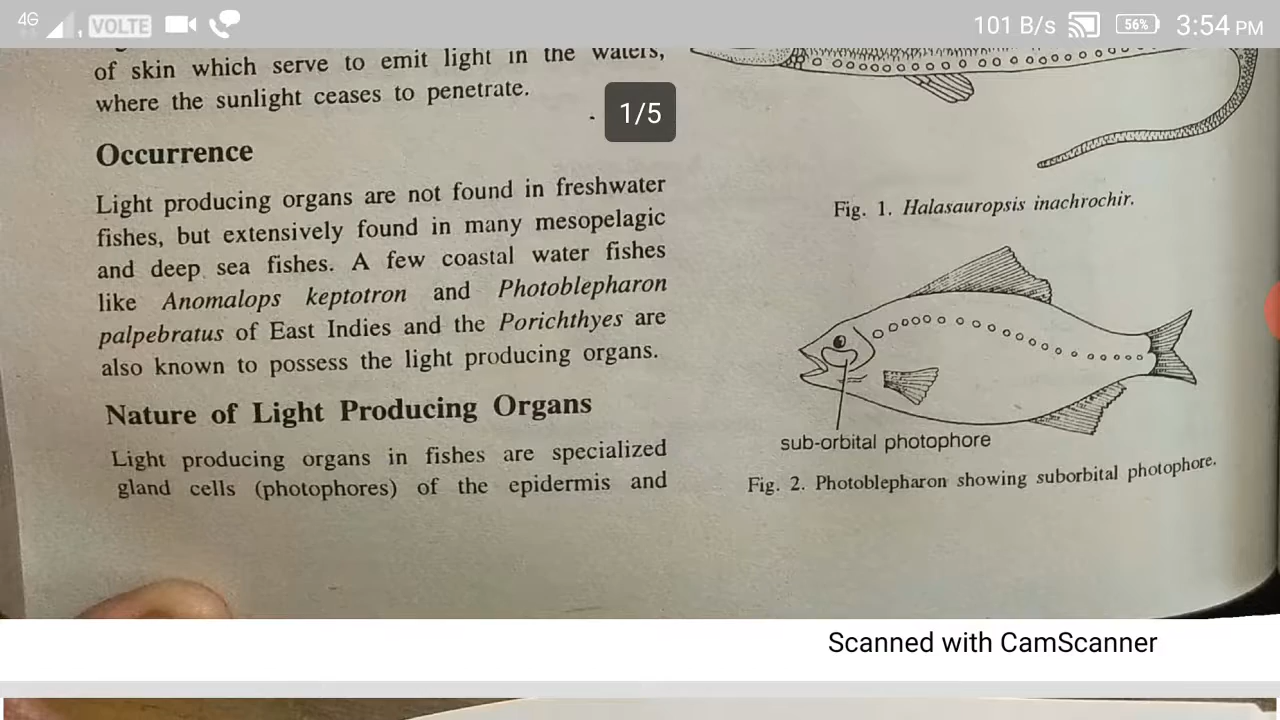 4G VOLTE 101 B/s 56% 3:54 PM
of skin which serve to emit light in the waters,
where the sunlight ceases to penetrate.
1/5
Occurrence
Light producing organs are not found in freshwater
fishes, but extensively found in many mesopelagic
and deep sea fishes. A few coastal water fishes
like Anomalops keptotron and Photoblepharon
palpebratus of East Indies and the Porichthyes are
also known to possess the light producing organs.
Nature of Light Producing Organs
Light producing organs in fishes are specialized
gland cells (photophores) of the epidermis and
Fig. 1. Halasauropsis inachrochir.
sub-orbital photophore
Fig. 2. Photoblepharon showing suborbital photophore.
Scanned with CamScanner